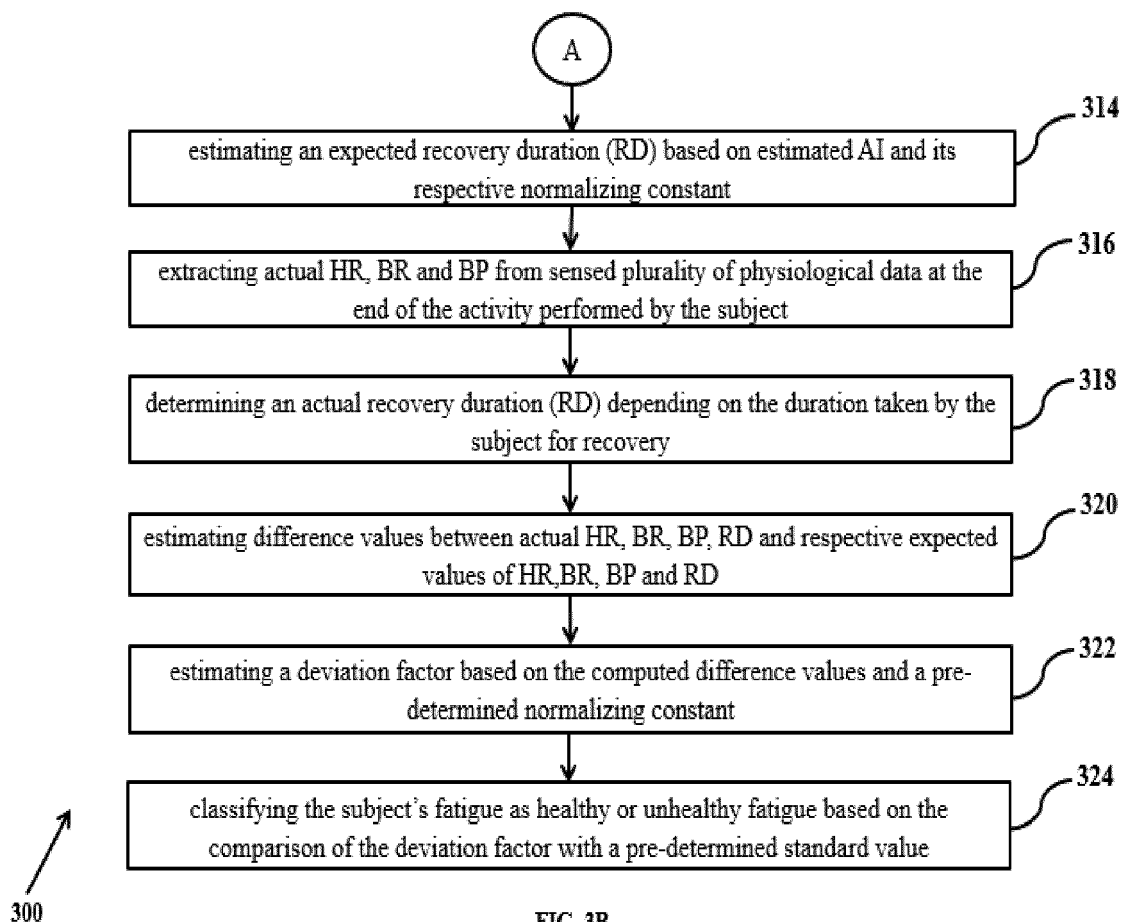 A
314
estimating an expected recovery duration (RD) based on estimated AI and its
respective normalizing constant
316
extracting actual HR, BR and BP from sensed plurality of physiological data at the
end of the activity performed by the subject
318
determining an actual recovery duration (RD) depending on the duration taken by the
subject for recovery
320
estimating difference values between actual HR, BR, BP, RD and respective expected
values of HR,BR, BP and RD
322
estimating a deviation factor based on the computed difference values and a pre-
determined normalizing constant
324
classifying the subject's fatigue as healthy or unhealthy fatigue based on the
comparison of the deviation factor with a pre-determined standard value
300
FIG. 3B